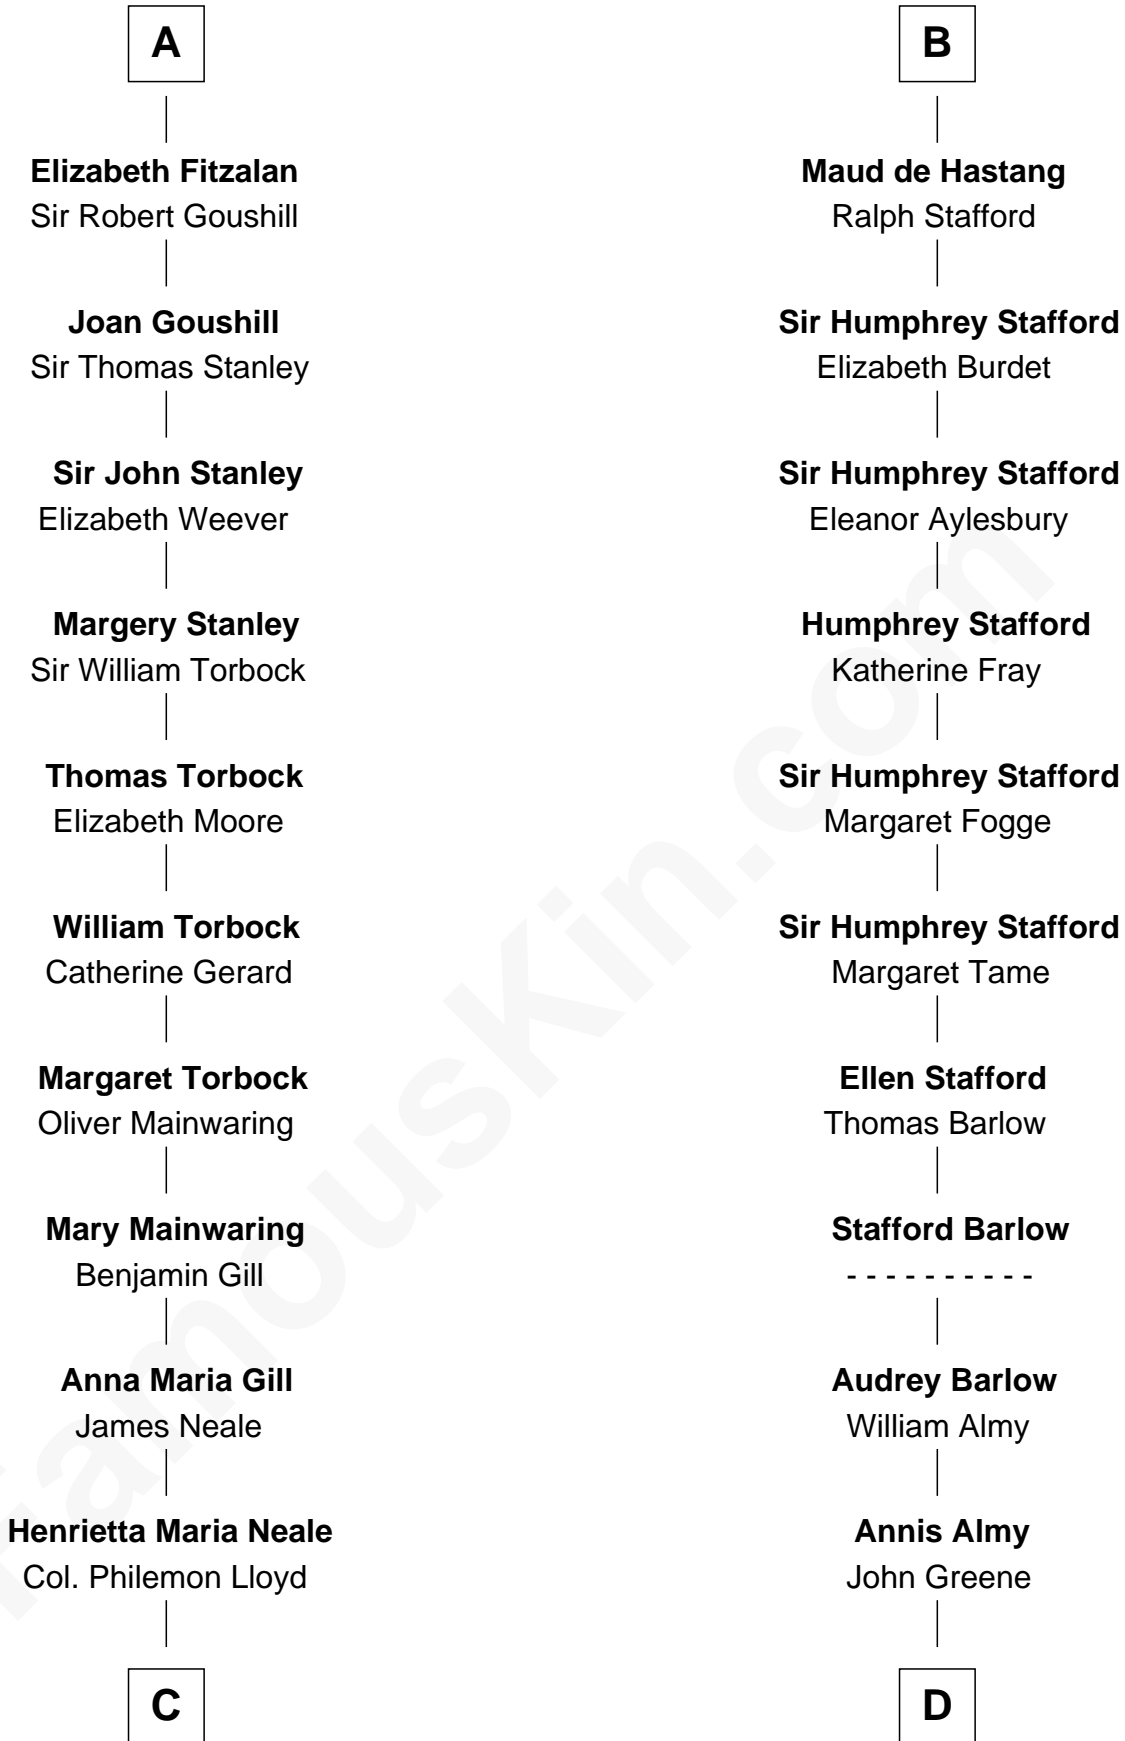 A
Elizabeth Fitzalan
Sir Robert Goushill
Joan Goushill
Sir Thomas Stanley
Sir John Stanley
Elizabeth Weever
Margery Stanley
Sir William Torbock
Thomas Torbock
Elizabeth Moore
William Torbock
Catherine Gerard
Margaret Torbock
Oliver Mainwaring
Mary Mainwaring
Benjamin Gill
Anna Maria Gill
James Neale
Henrietta Maria Neale
Col. Philemon Lloyd
C
B
Maud de Hastang
Ralph Stafford
Sir Humphrey Stafford
Elizabeth Burdet
Sir Humphrey Stafford
Eleanor Aylesbury
Humphrey Stafford
Katherine Fray
Sir Humphrey Stafford
Margaret Fogge
Sir Humphrey Stafford
Margaret Tame
Ellen Stafford
Thomas Barlow
Stafford Barlow
- - - - - - - - - -
Audrey Barlow
William Almy
Annis Almy
John Greene
D
FamousKin.com